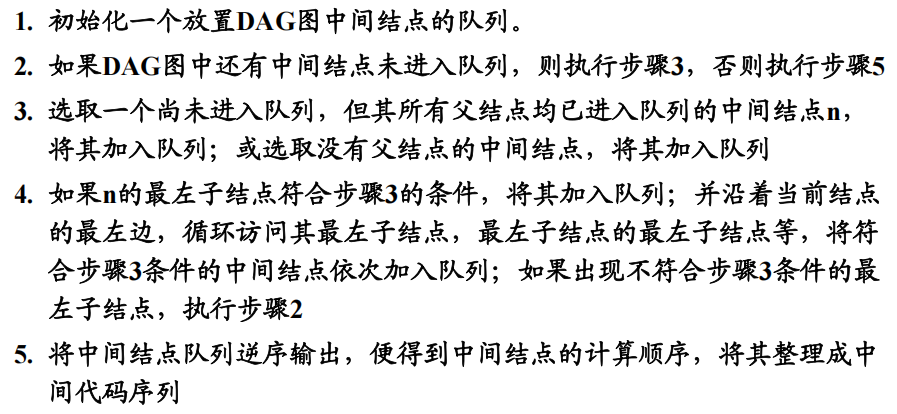 1. 初始化一个放置DAG图中间结点的队列。
2. 如果DAG图中还有中间结点未进入队列，则执行步骤3，否则执行步骤5
3. 选取一个尚未进入队列，但其所有父结点均已进入队列的中间结点n，
将其加入队列；或选取没有父结点的中间结点，将其加入队列
4. 如果n的最左子结点符合步骤3的条件，将其加入队列；并沿着当前结点
的最左边，循环访问其最左子结点，最左子结点的最左子结点等，将符
合步骤3条件的中间结点依次加入队列；如果出现不符合步骤3条件的最
左子结点，执行步骤2
5. 将中间结点队列逆序输出，便得到中间结点的计算顺序，将其整理成中
间代码序列